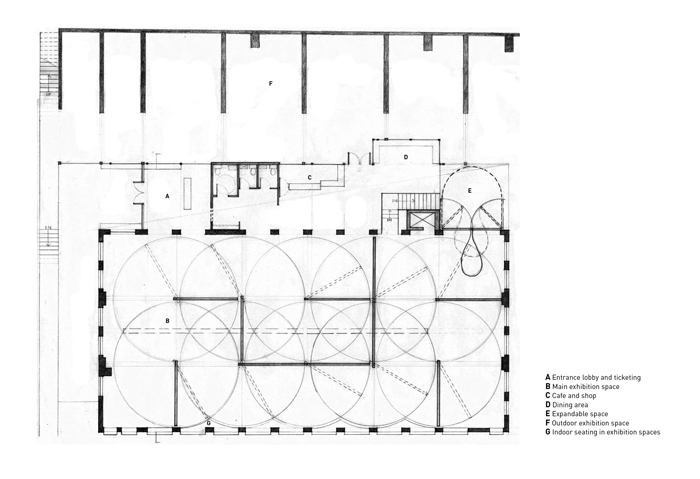 F
D
C
E
A
B
G
A Entrance lobby and ticketing
B Main exhibition space
C Cafe and shop
D Dining area
E Expandable space
F Outdoor exhibition space
G Indoor seating in exhibition spaces